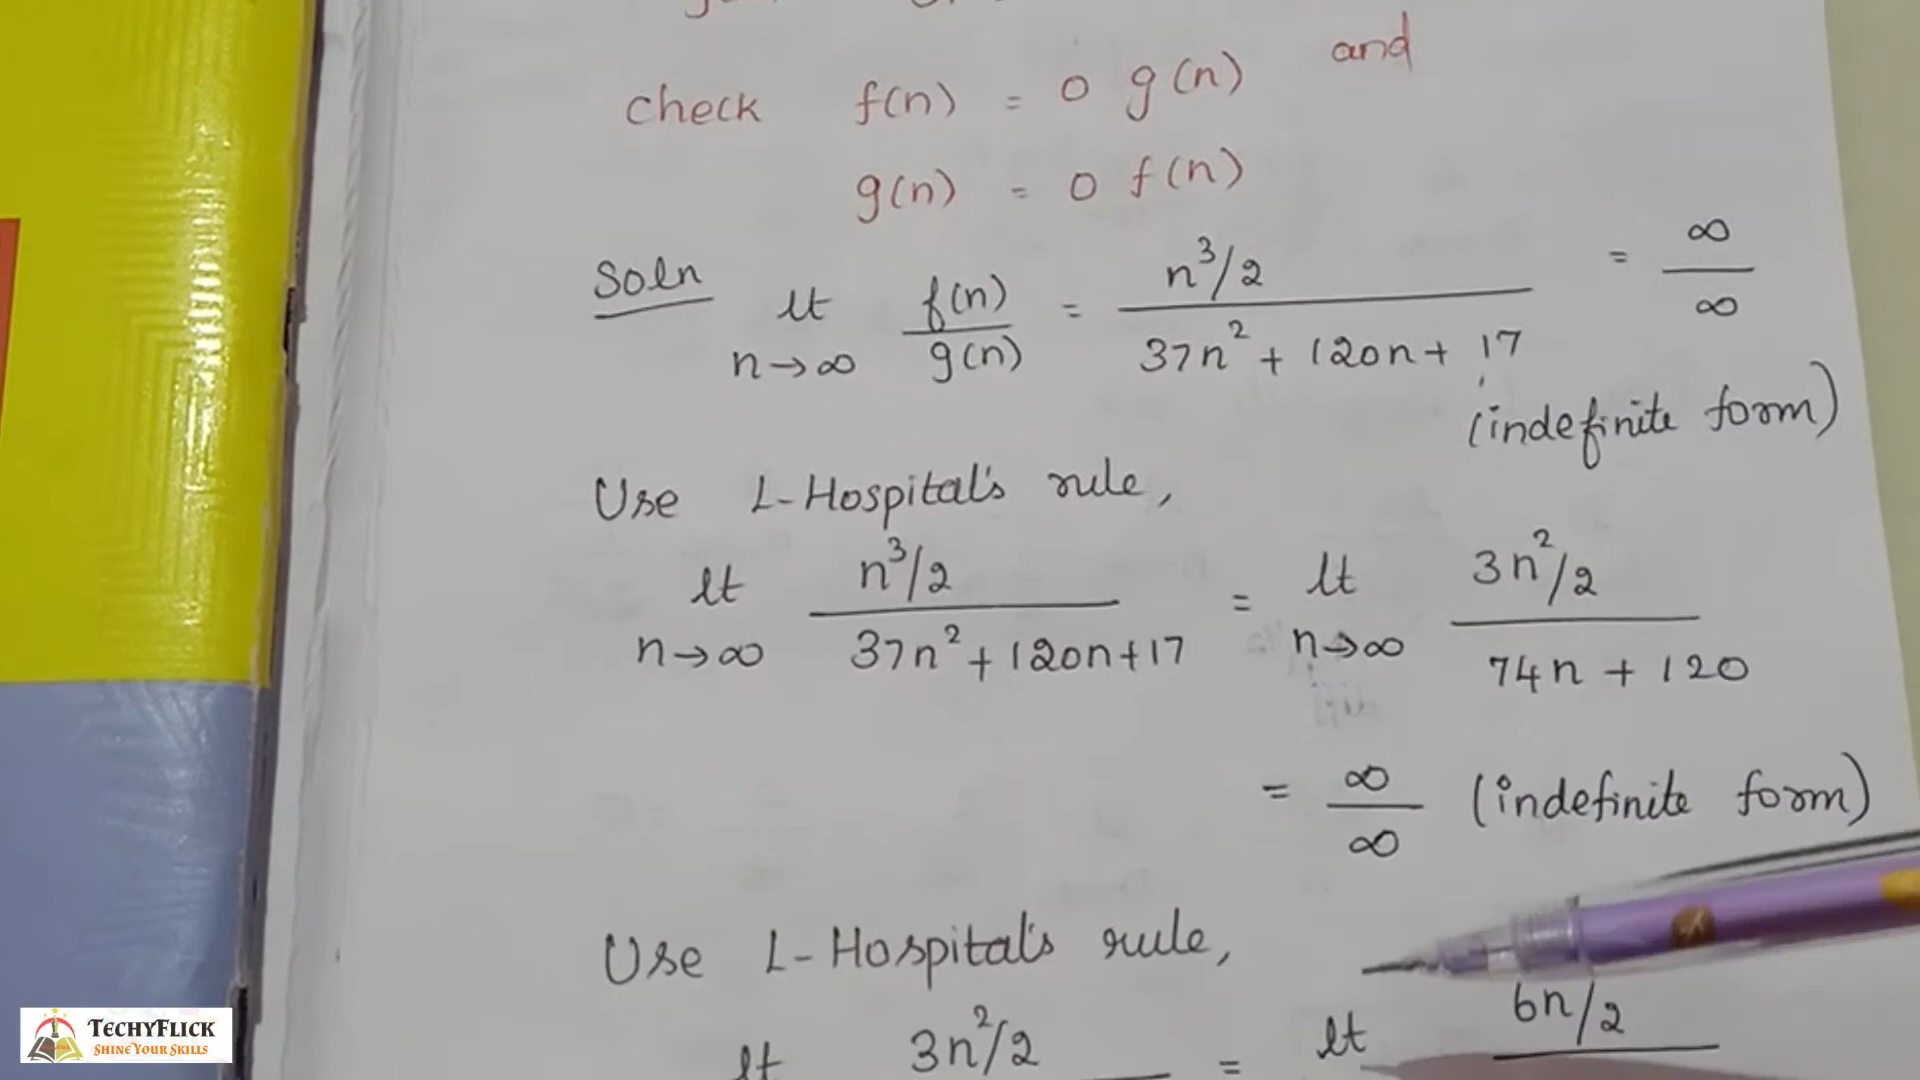 check f(n) = O g(n) and
g(n) = O f(n)
Soln lt n→∞ f(n)/g(n) = n³/2 / 37n² + 120n + 17 = ∞/∞
(indefinite form)
Use L-Hospital's rule,
lt n→∞ n³/2 / 37n² + 120n + 17 = lt n→∞ 3n²/2 / 74n + 120
= ∞/∞ (indefinite form)
Use L-Hospital's rule,
lt 3n²/2 = lt 6n/2
TECHYFLICK
SHINE YOUR SKILLS